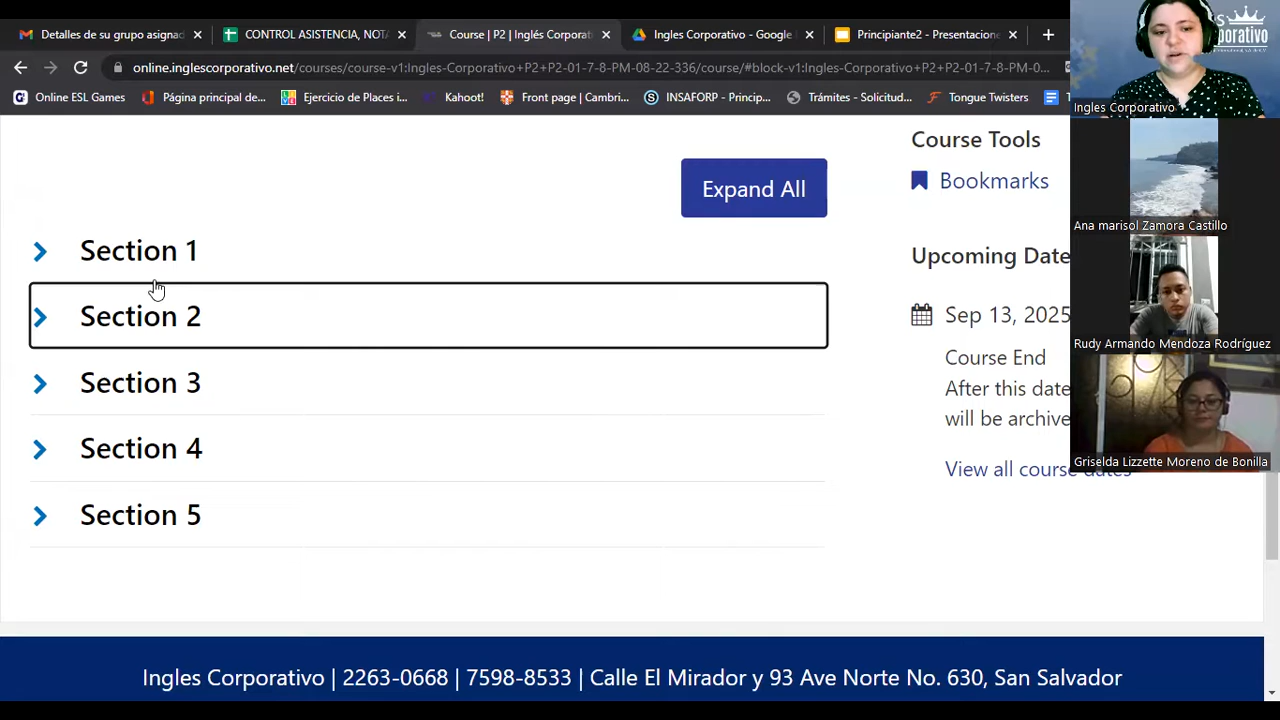 Detalles de su grupo asignad
CONTROL ASISTENCIA, NOT
Course | P2 | Inglés Corporat
Ingles Corporativo - Google
Principiante2 - Presentacione
online.inglescorporativo.net/courses/course-v1:Ingles-Corporativo+P2+P2-01-7-8-PM-08-22-336/course/#block-v1:Ingles-Corporativo+P2+P2-01-7-8-PM-0...
Online ESL Games
Página principal de...
Ejercicio de Places i...
Kahoot!
Front page | Cambri...
INSAFORP - Princip...
Trámites - Solicitud...
Tongue Twisters
Course Tools
Expand All
Bookmarks
Section 1
Upcoming Date
Section 2
Sep 13, 2025
Course End
Section 3
After this date
will be archive
Section 4
View all course dates
Section 5
Ingles Corporativo | 2263-0668 | 7598-8533 | Calle El Mirador y 93 Ave Norte No. 630, San Salvador
s
orporativo
Ingles Corporativo
Ana marisol Zamora Castillo
Rudy Armando Mendoza Rodríguez
Griselda Lizzette Moreno de Bonilla